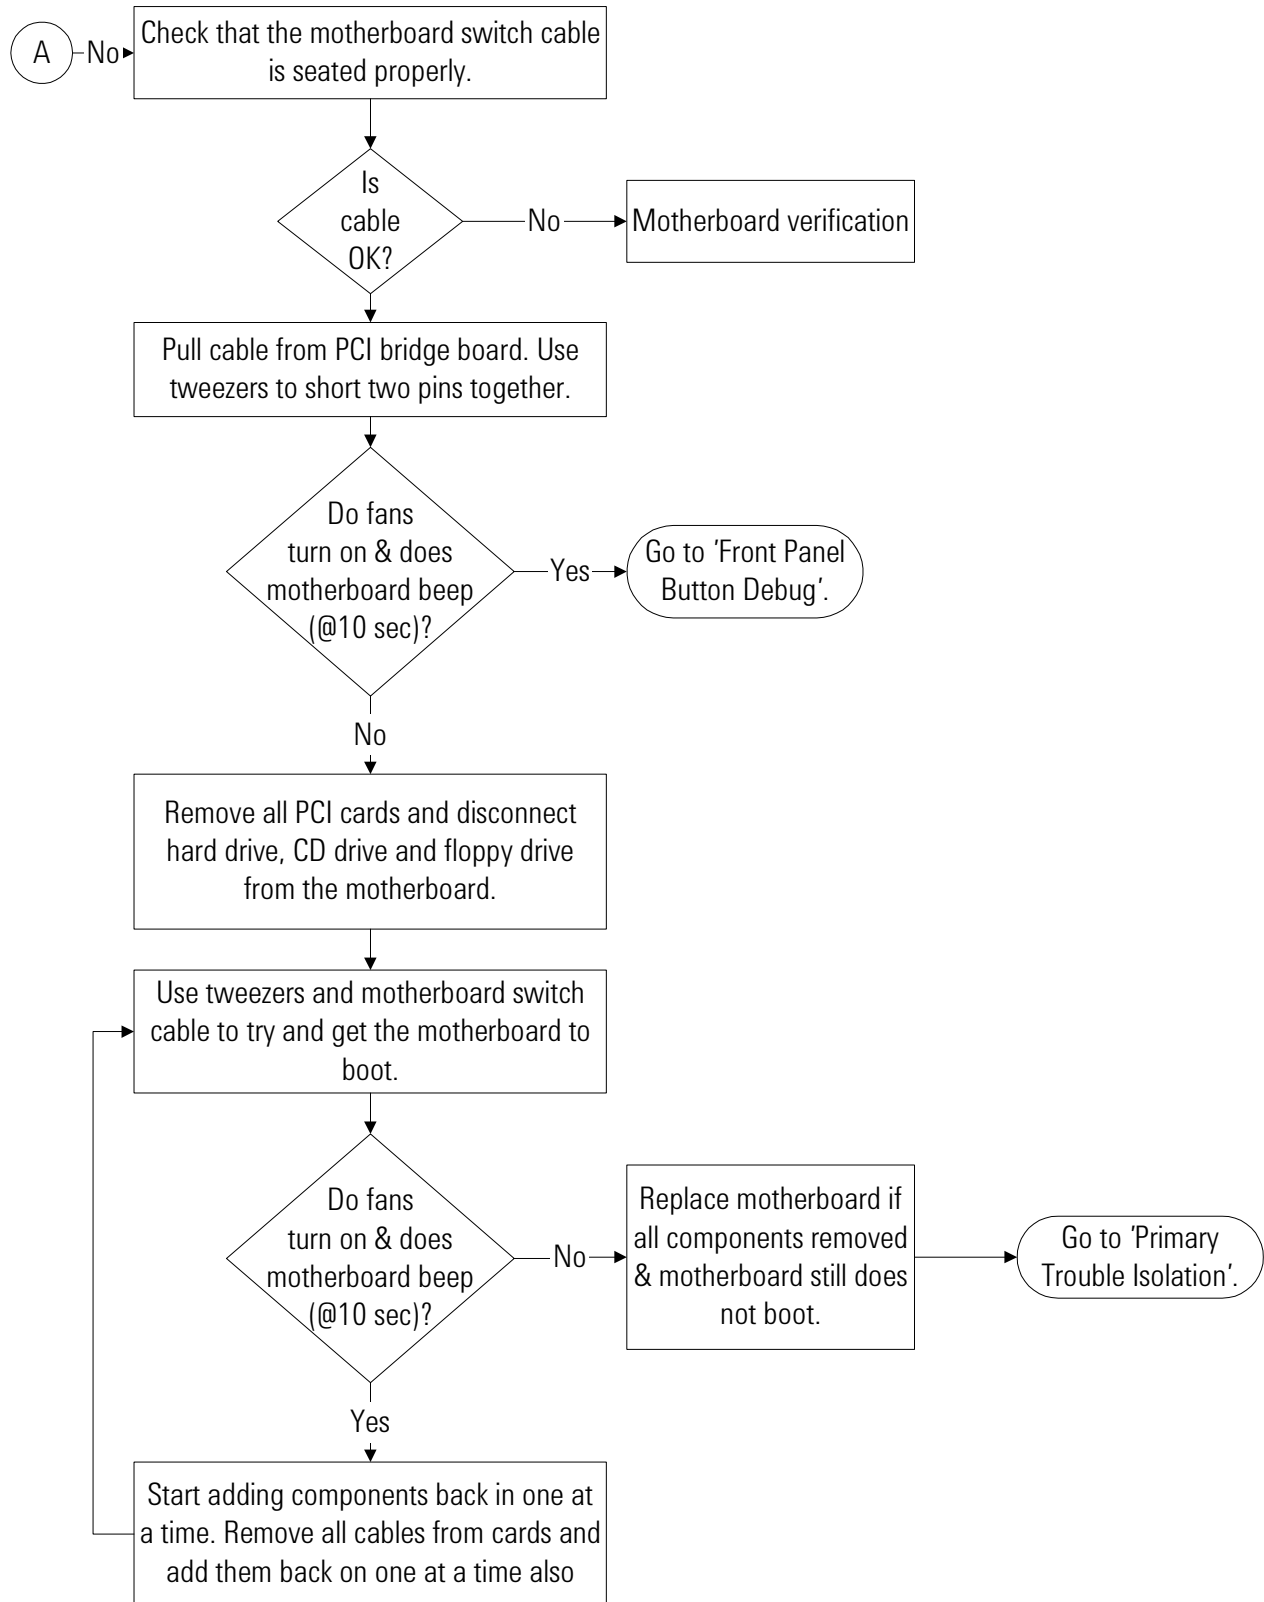 A
No
Check that the motherboard switch cable
is seated properly.
Is
cable
OK?
No
Motherboard verification
Pull cable from PCI bridge board. Use
tweezers to short two pins together.
Do fans
turn on & does
motherboard beep
(@10 sec)?
Yes
Go to 'Front Panel
Button Debug'.
No
Remove all PCI cards and disconnect
hard drive, CD drive and floppy drive
from the motherboard.
Use tweezers and motherboard switch
cable to try and get the motherboard to
boot.
Do fans
turn on & does
motherboard beep
(@10 sec)?
No
Replace motherboard if
all components removed
& motherboard still does
not boot.
Go to 'Primary
Trouble Isolation'.
Yes
Start adding components back in one at
a time. Remove all cables from cards and
add them back on one at a time also